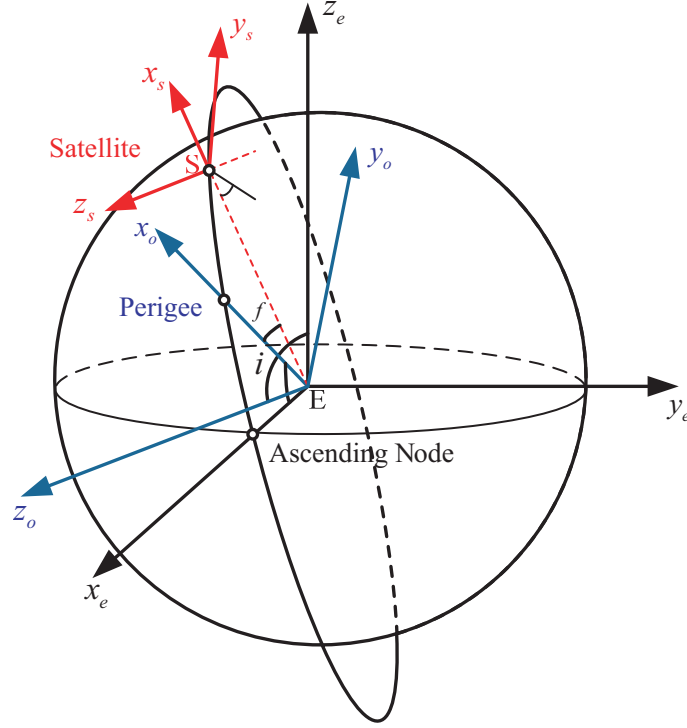 z_e
y_s
x_s
Satellite
S
y_o
z_s
x_o
Perigee
f
i
E
y_e
Ascending Node
z_o
x_e